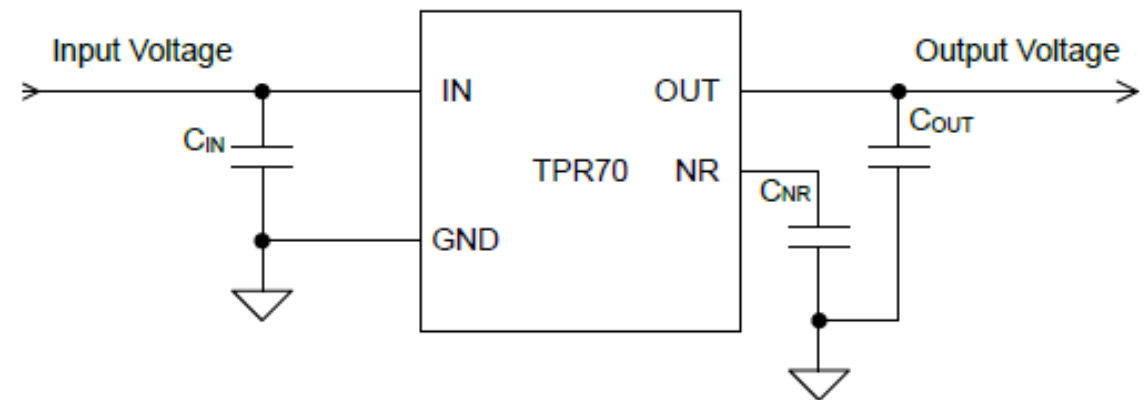 Input Voltage
Output Voltage
IN
OUT
CIN
COUT
TPR70
NR
CNR
GND